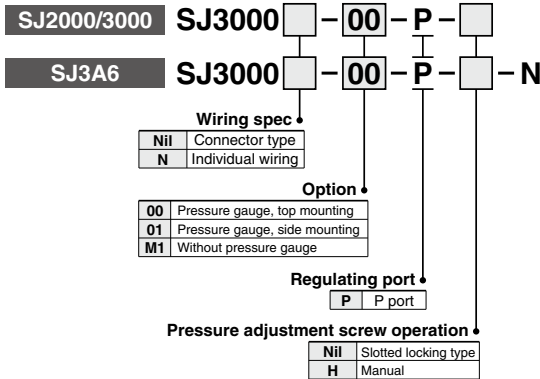 SJ2000/3000 SJ3000 - 00 - P -
SJ3A6 SJ3000 - 00 - P - - N
Wiring spec
Nil Connector type
N Individual wiring
Option
00 Pressure gauge, top mounting
01 Pressure gauge, side mounting
M1 Without pressure gauge
Regulating port
P P port
Pressure adjustment screw operation
Nil Slotted locking type
H Manual